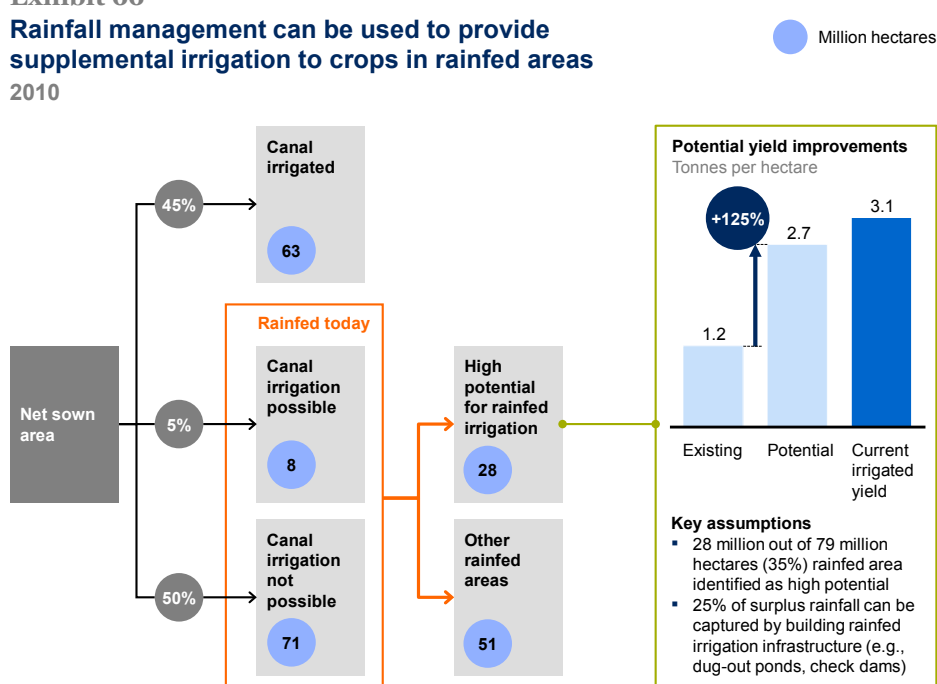 Exhibit 60
Rainfall management can be used to provide
supplemental irrigation to crops in rainfed areas
2010
Million hectares
Net sown
area
45%
5%
50%
Canal
irrigated
63
Rainfed today
Canal
irrigation
possible
8
Canal
irrigation
not
possible
71
High
potential
for rainfed
irrigation
28
Other
rainfed
areas
51
Potential yield improvements
Tonnes per hectare
+125%
1.2
2.7
3.1
Existing
Potential
Current
irrigated
yield
Key assumptions
▪ 28 million out of 79 million
hectares (35%) rainfed area
identified as high potential
▪ 25% of surplus rainfall can be
captured by building rainfed
irrigation infrastructure (e.g.,
dug-out ponds, check dams)